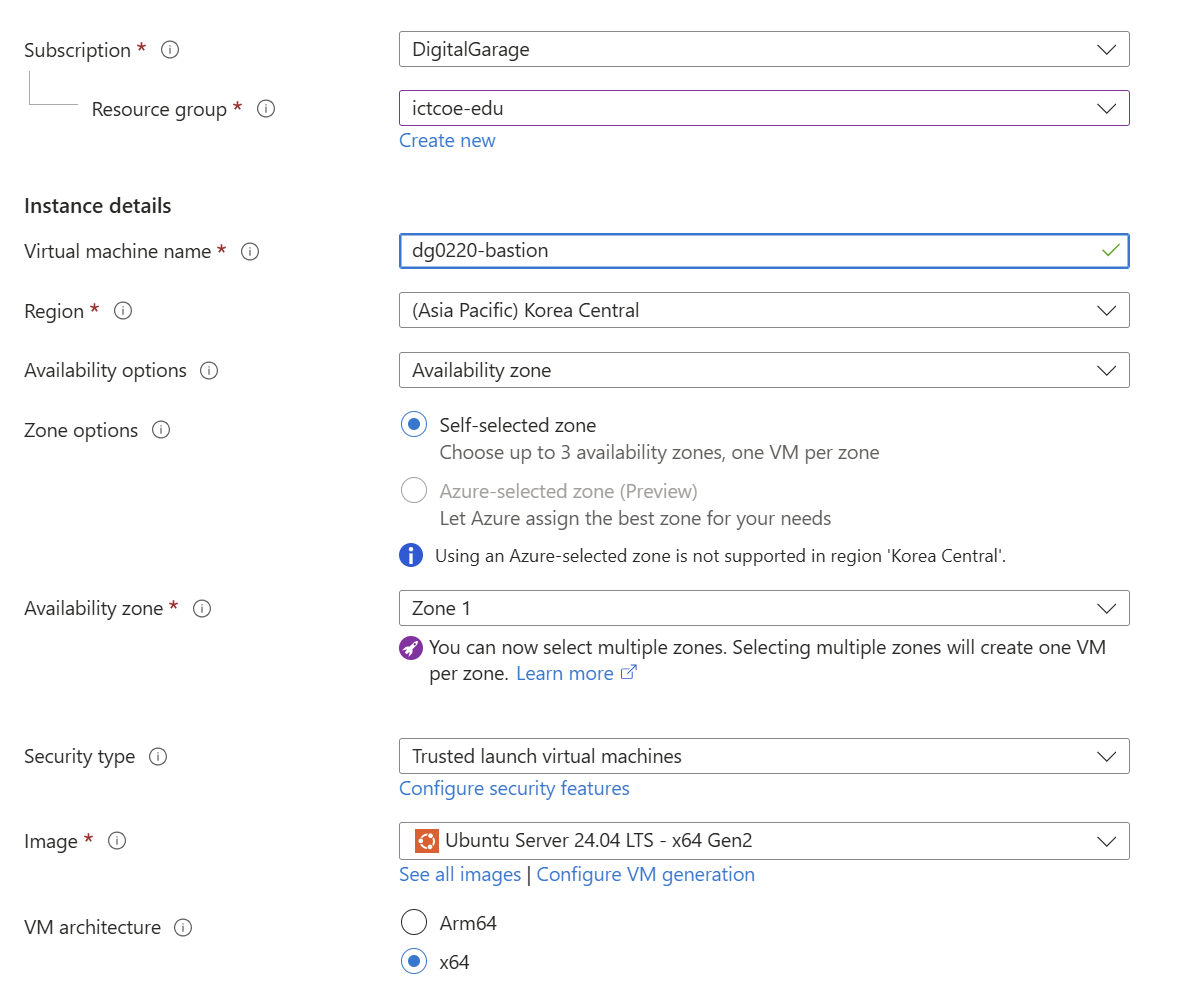 Subscription * DigitalGarage
Resource group * ictcoe-edu
Create new
Instance details
Virtual machine name * dg0220-bastion
Region * (Asia Pacific) Korea Central
Availability options Availability zone
Zone options Self-selected zone
Choose up to 3 availability zones, one VM per zone
Azure-selected zone (Preview)
Let Azure assign the best zone for your needs
Using an Azure-selected zone is not supported in region 'Korea Central'.
Availability zone * Zone 1
You can now select multiple zones. Selecting multiple zones will create one VM
per zone. Learn more
Security type Trusted launch virtual machines
Configure security features
Image * Ubuntu Server 24.04 LTS - x64 Gen2
See all images | Configure VM generation
VM architecture Arm64
x64